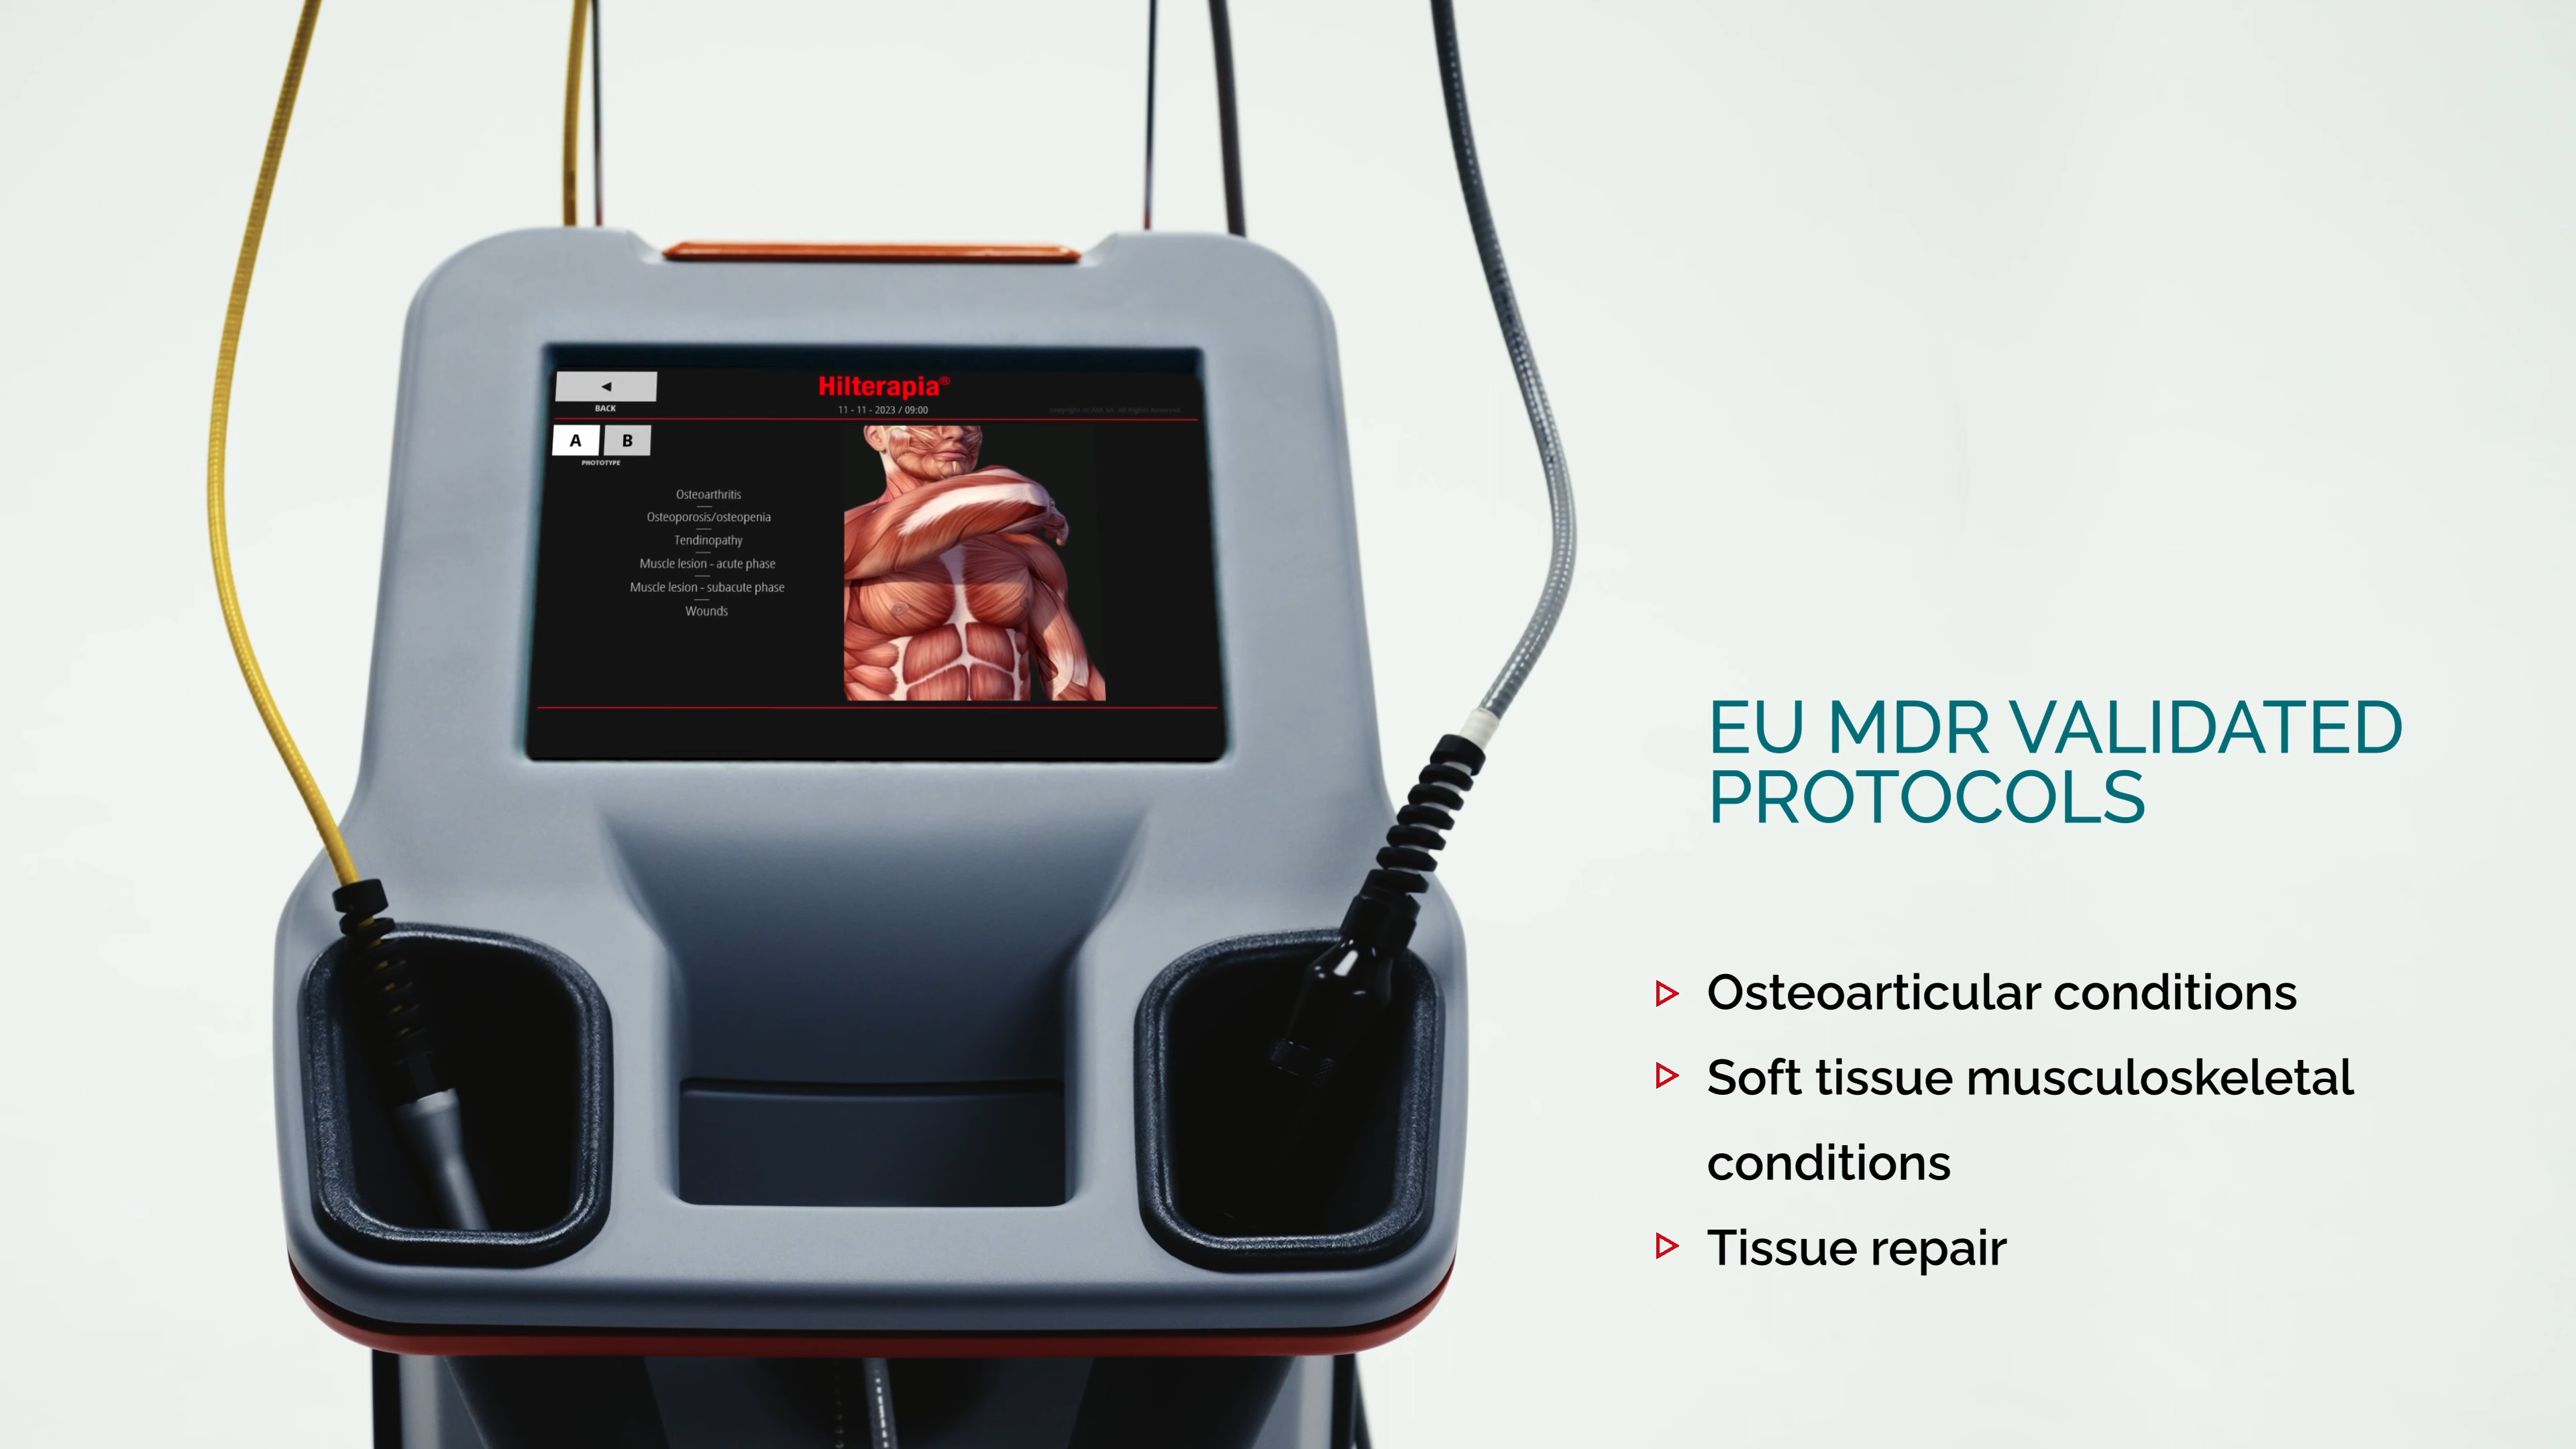 BACK
Hilterapia®
11 - 11 - 2023 / 09:00
A B
PHOTOTYPE
Osteoarthritis
Osteoporosis/osteopenia
Tendinopathy
Muscle lesion - acute phase
Muscle lesion - subacute phase
Wounds
EU MDR VALIDATED
PROTOCOLS
Osteoarticular conditions
Soft tissue musculoskeletal
conditions
Tissue repair